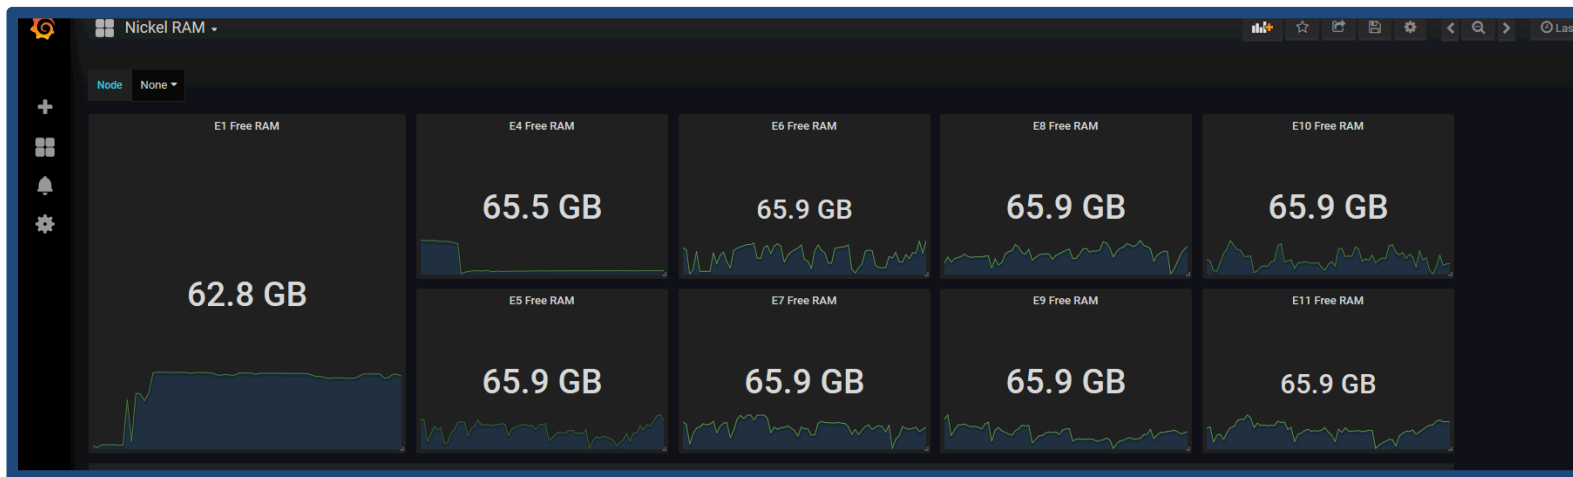 Nickel RAM
Las
Node None
E1 Free RAM
62.8 GB
E4 Free RAM
65.5 GB
E6 Free RAM
65.9 GB
E8 Free RAM
65.9 GB
E10 Free RAM
65.9 GB
E5 Free RAM
65.9 GB
E7 Free RAM
65.9 GB
E9 Free RAM
65.9 GB
E11 Free RAM
65.9 GB